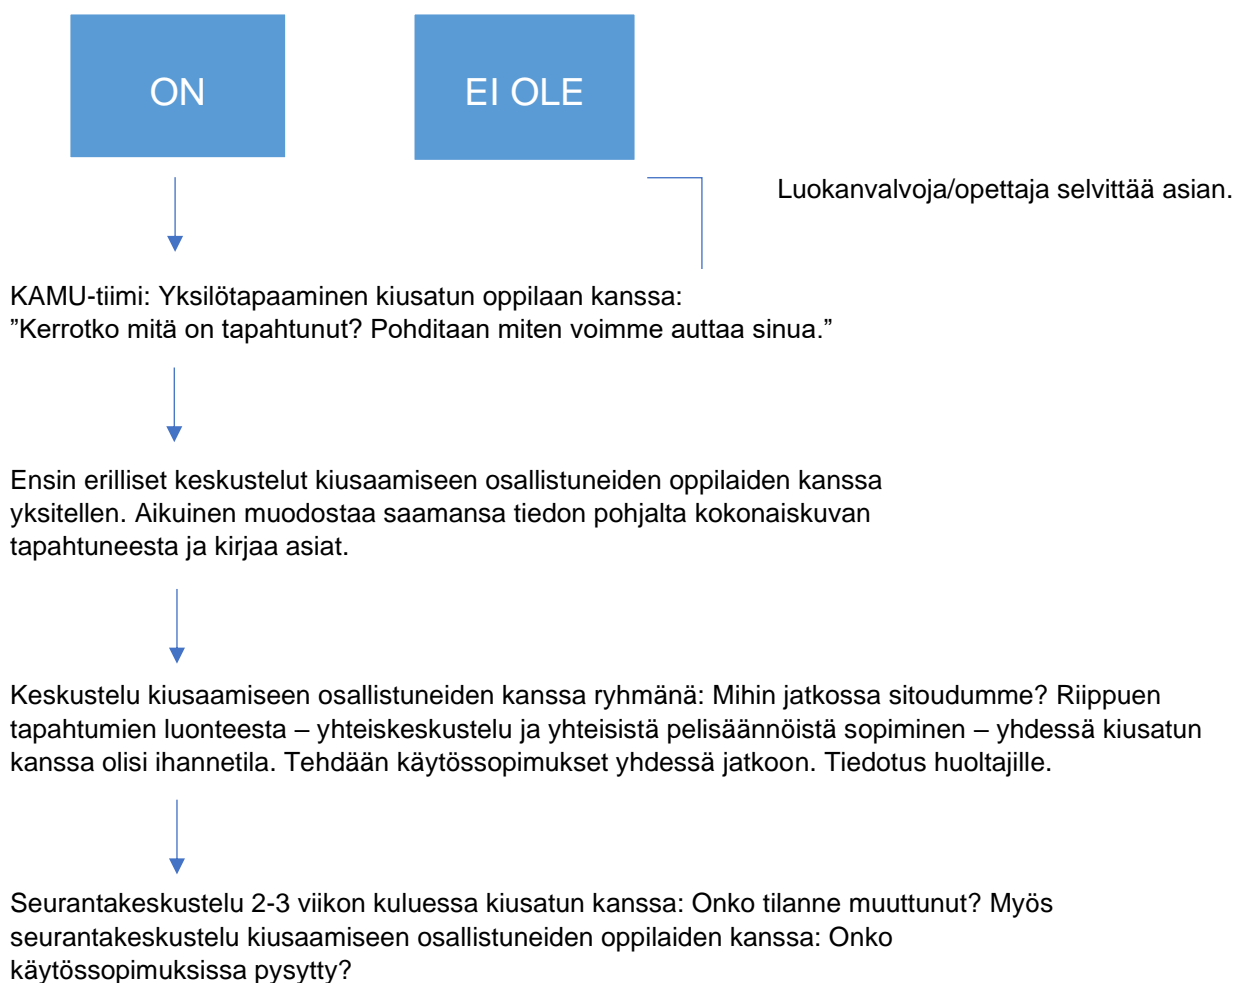 ON
EI OLE
Luokanvalvoja/opettaja selvittää asian.
KAMU-tiimi: Yksilötapaaminen kiusatun oppilaan kanssa:
”Kerrotko mitä on tapahtunut? Pohditaan miten voimme auttaa sinua.”
Ensin erilliset keskustelut kiusaamiseen osallistuneiden oppilaiden kanssa
yksitellen. Aikuinen muodostaa saamansa tiedon pohjalta kokonaiskuvan
tapahtuneesta ja kirjaa asiat.
Keskustelu kiusaamiseen osallistuneiden kanssa ryhmänä: Mihin jatkossa sitoudumme? Riippuen
tapahtumien luonteesta – yhteiskeskustelu ja yhteisistä pelisäännöistä sopiminen – yhdessä kiusatun
kanssa olisi ihannetila. Tehdään käytössopimukset yhdessä jatkoon. Tiedotus huoltajille.
Seurantakeskustelu 2-3 viikon kuluessa kiusatun kanssa: Onko tilanne muuttunut? Myös
seurantakeskustelu kiusaamiseen osallistuneiden oppilaiden kanssa: Onko
käytössopimuksissa pysytty?